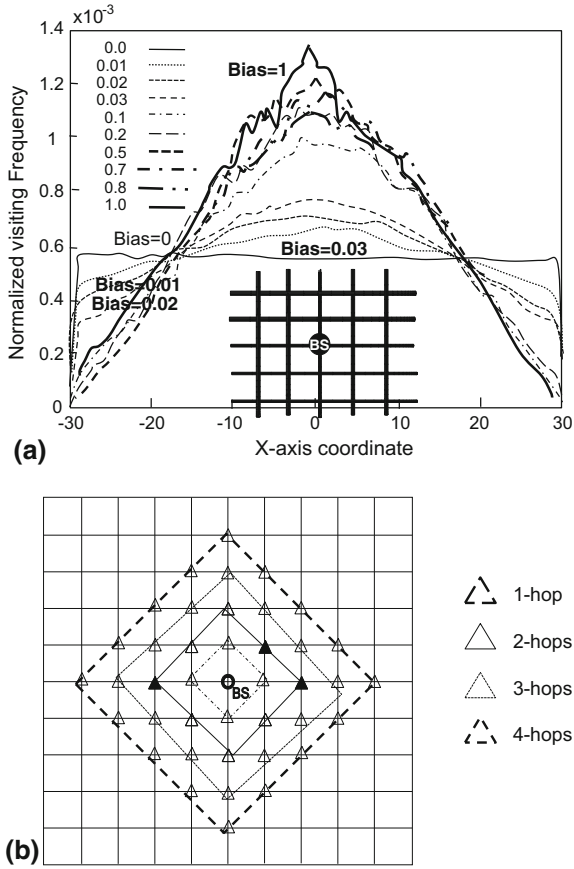 ×10⁻³
1.4
1.2
1
0.8
0.6
0.4
0.2
0
Normalized visiting Frequency
0.0
0.01
0.02
0.03
0.1
0.2
0.5
0.7
0.8
1.0
Bias=1
Bias=0
Bias=0.03
Bias=0.01
Bias=0.02
BS
-30 -20 -10 0 10 20 30
X-axis coordinate
(a)
BS
1-hop
2-hops
3-hops
4-hops
(b)